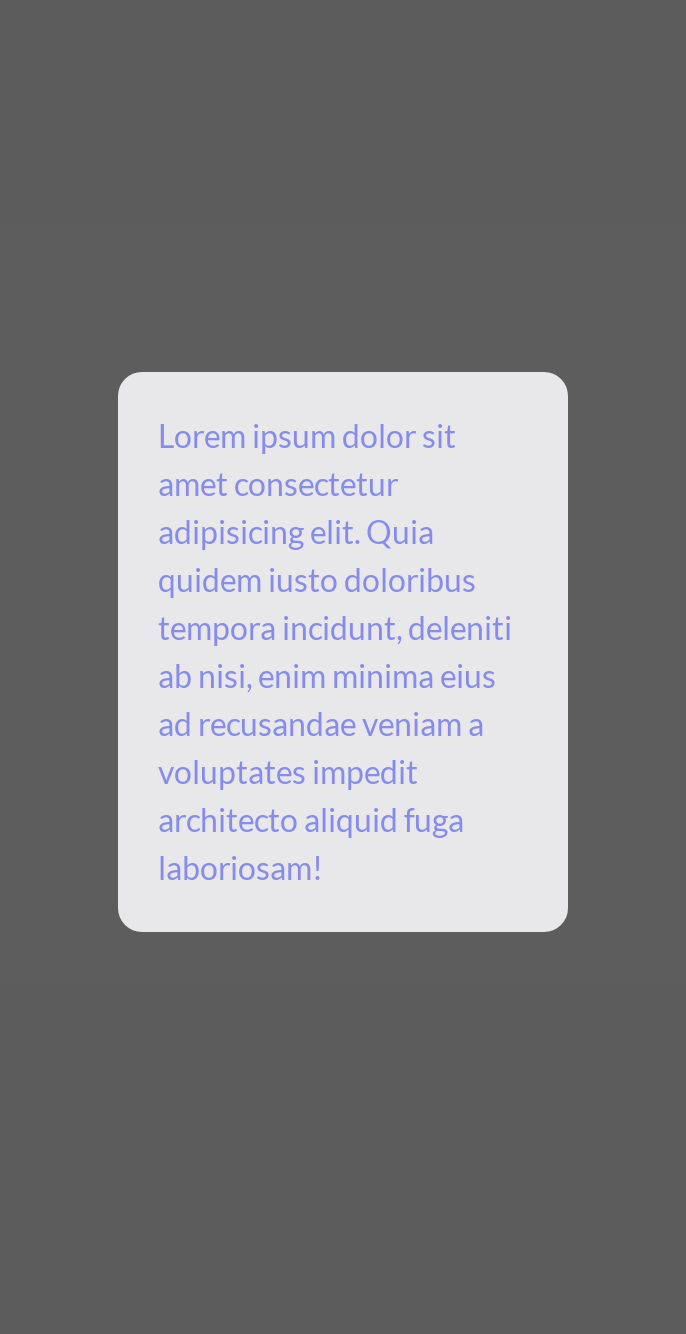 Lorem ipsum dolor sit
amet consectetur
adipisicing elit. Quia
quidem iusto doloribus
tempora incidunt, deleniti
ab nisi, enim minima eius
ad recusandae veniam a
voluptates impedit
architecto aliquid fuga
laboriosam!